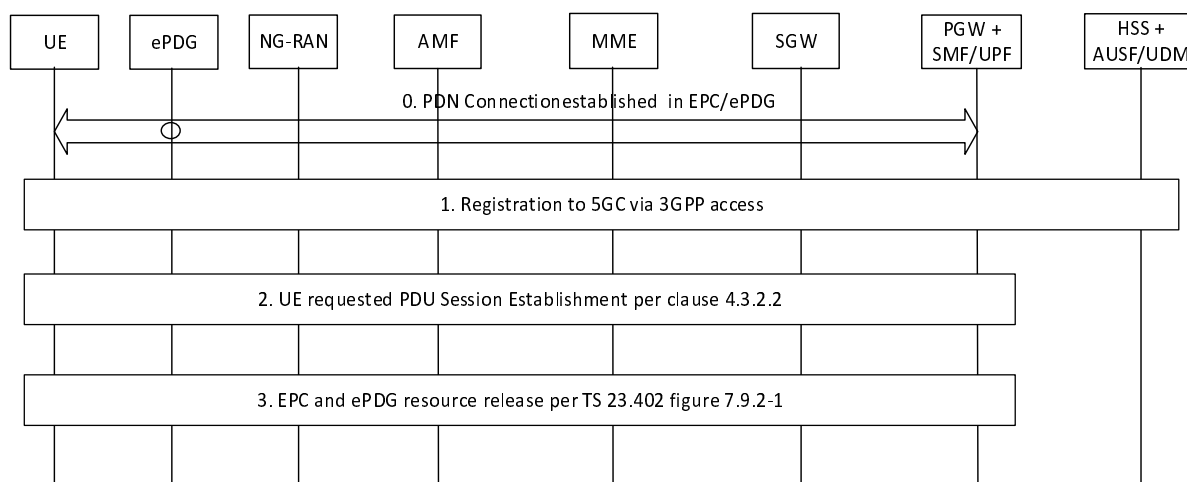 UE
ePDG
NG-RAN
AMF
MME
SGW
PGW +
SMF/UPF
HSS +
AUSF/UDM
0. PDN Connectionestablished in EPC/ePDG
1. Registration to 5GC via 3GPP access
2. UE requested PDU Session Establishment per clause 4.3.2.2
3. EPC and ePDG resource release per TS 23.402 figure 7.9.2-1